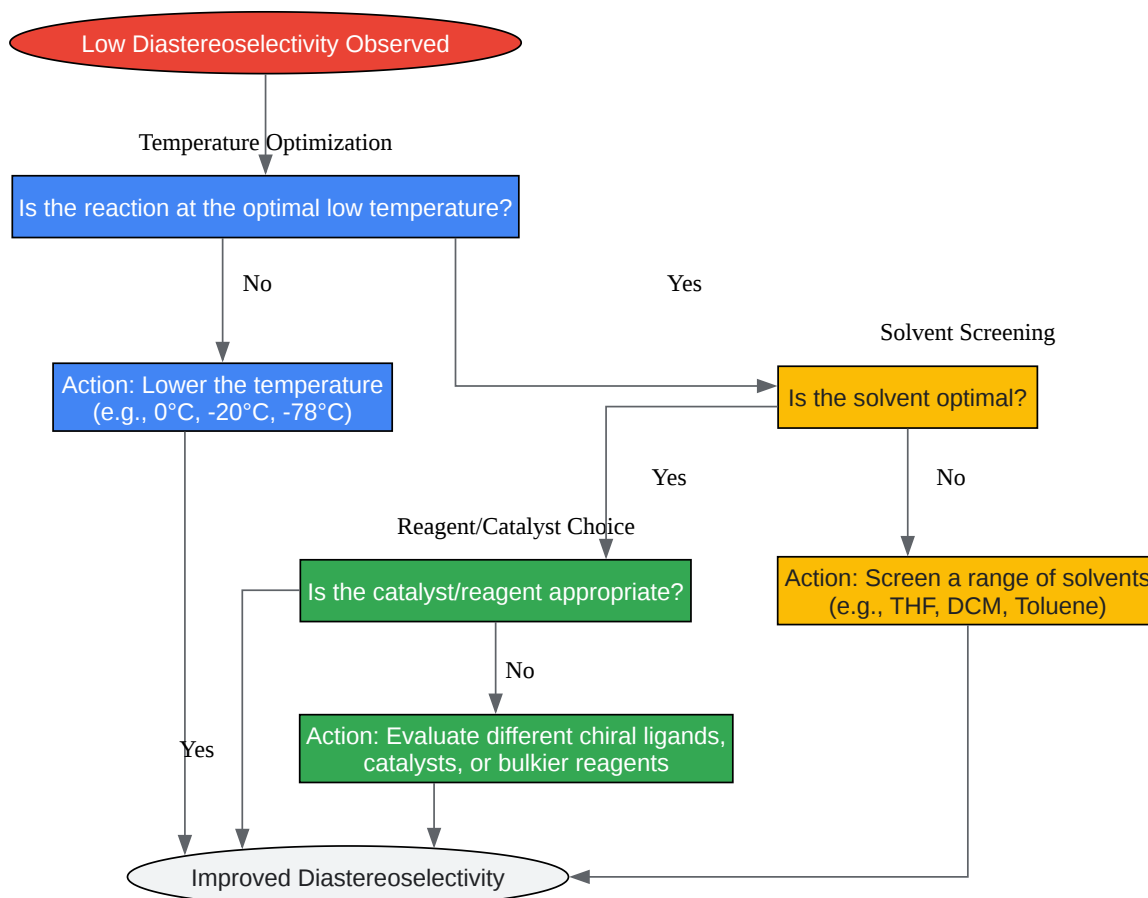 Low Diastereoselectivity Observed
Temperature Optimization
Is the reaction at the optimal low temperature?
No
Yes
Solvent Screening
Action: Lower the temperature
(e.g., 0°C, -20°C, -78°C)
Is the solvent optimal?
Yes
No
Reagent/Catalyst Choice
Is the catalyst/reagent appropriate?
Action: Screen a range of solvents
(e.g., THF, DCM, Toluene)
No
Action: Evaluate different chiral ligands,
catalysts, or bulkier reagents
Yes
Improved Diastereoselectivity